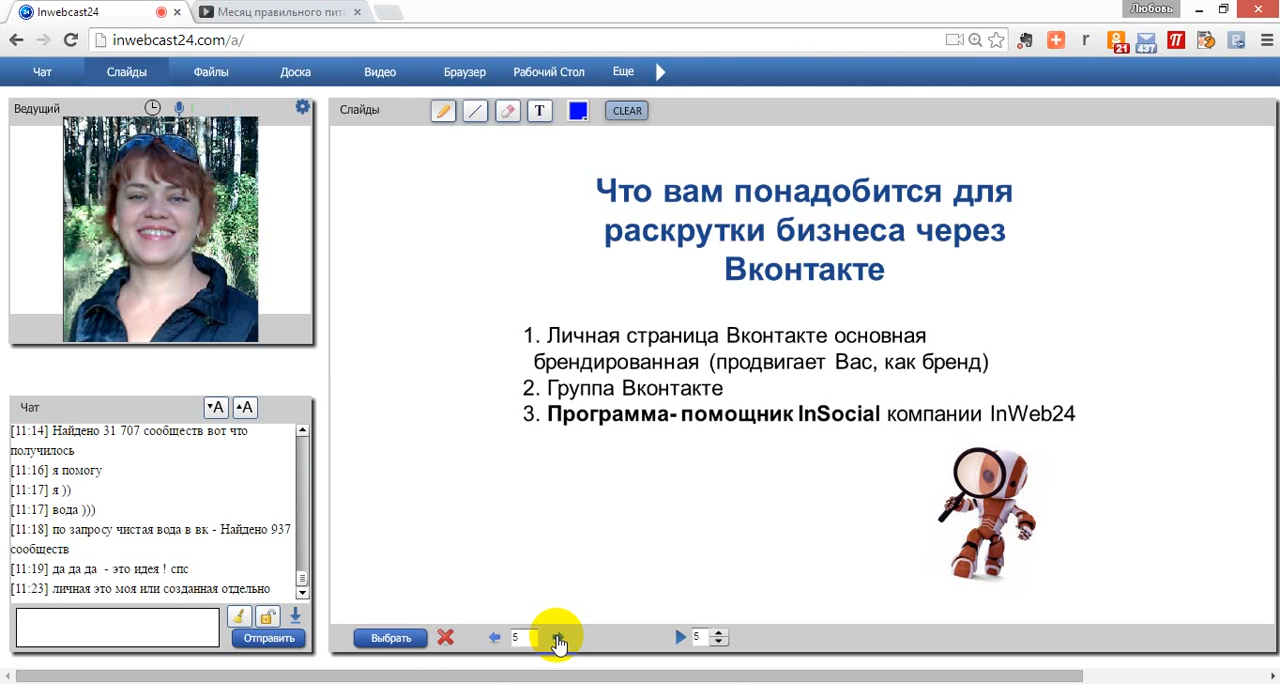 Inwebcast24
Месяц правильного пита
Любовь
inwebcast24.com/a/
21
437
Чат
Слайды
Файлы
Доска
Видео
Браузер
Рабочий Стол
Еще
Ведущий
Слайды
T
CLEAR
Что вам понадобится для
раскрутки бизнеса через
Вконтакте
1. Личная страница Вконтакте основная
брендированная (продвигает Вас, как бренд)
2. Группа Вконтакте
3. Программа- помощник InSocial компании InWeb24
Чат
▾A
▴A
[11:14] Найдено 31 707 сообществ вот что
получилось
[11:16] я помогу
[11:17] я ))
[11:17] вода )))
[11:18] по запросу чистая вода в вк - Найдено 937
сообществ
[11:19] да да да - это идея ! спс
[11:23] личная это моя или созданная отдельно
Отправить
Выбрать
5
5